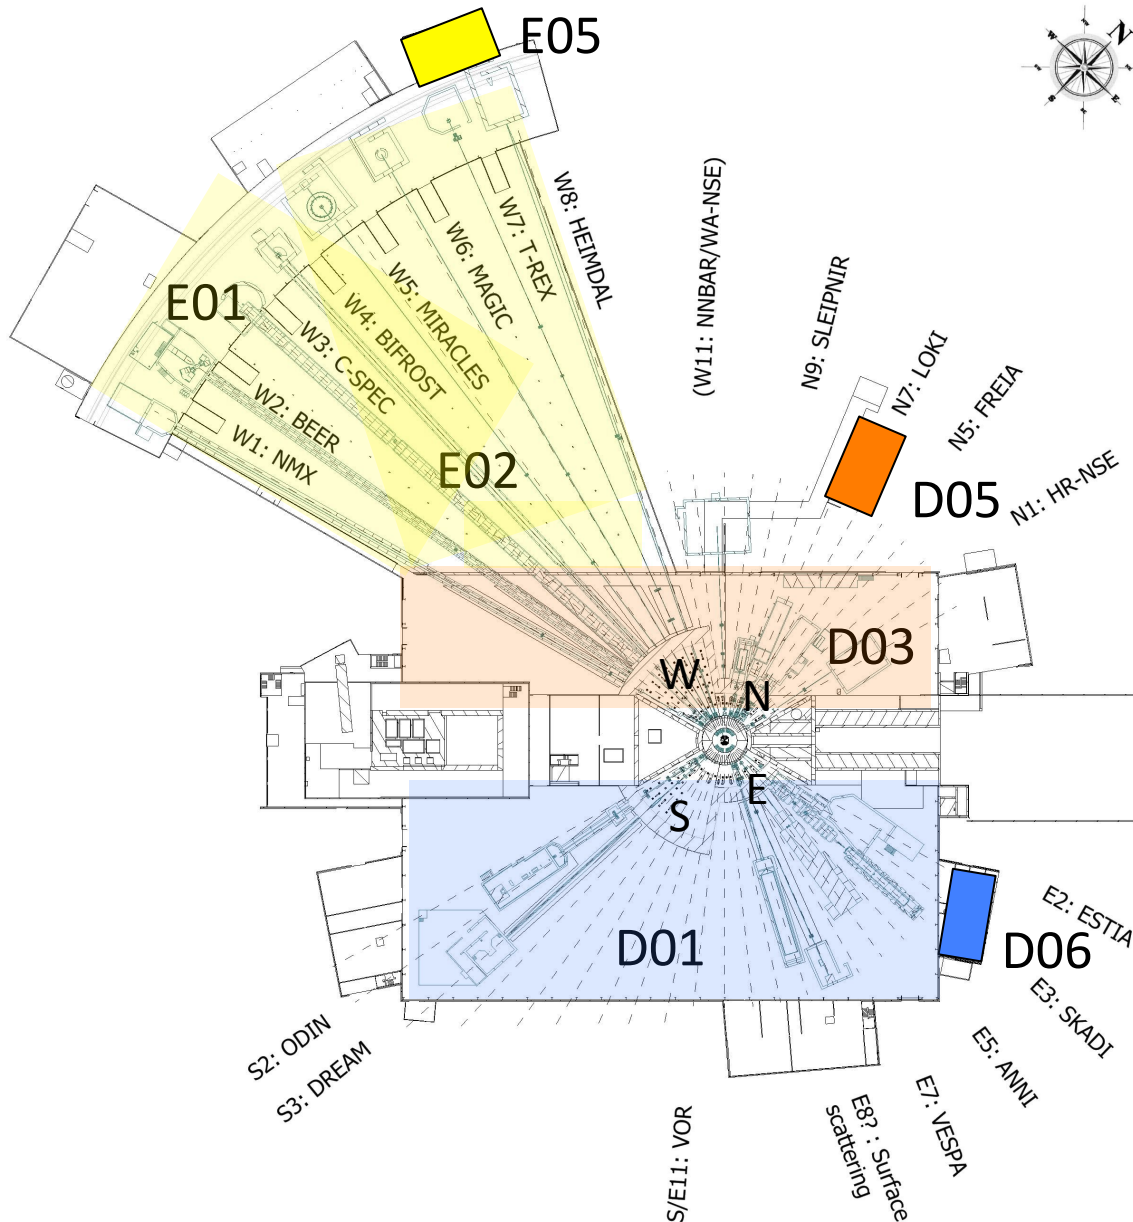 E05
N
W
E
S
W8: HEIMDAL
W7: T-REX
W6: MAGIC
W5: MIRACLES
W4: BIFROST
W3: C-SPEC
W2: BEER
W1: NMX
E01
E02
(W11: NNBAR/WA-NSE)
N9: SLEIPNIR
N7: LOKI
N5: FREIA
N1: HR-NSE
D05
D03
W
N
E
S
D01
D06
E2: ESTIA
E3: SKADI
E5: ANNI
E7: VESPA
E8? : Surface
scattering
S/E11: VOR
S2: ODIN
S3: DREAM